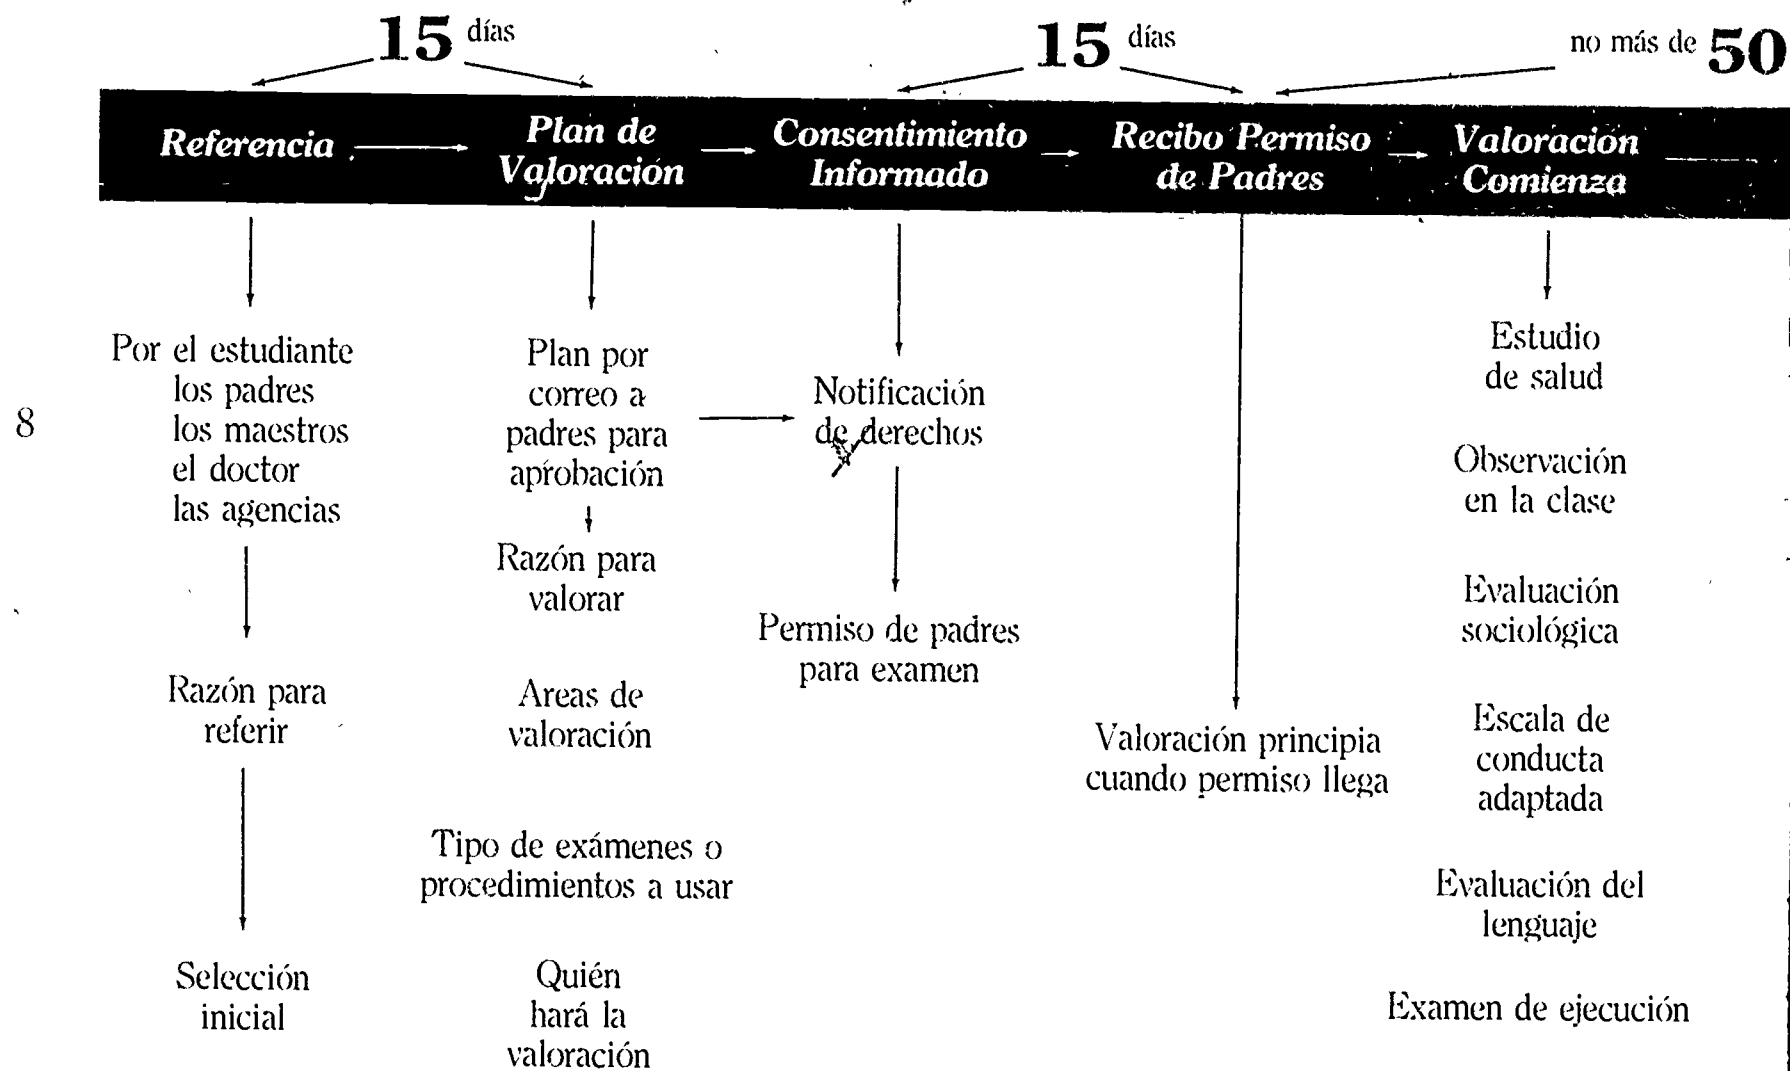 15 días
15 días
no más de 50
Referencia
Plan de
Valoración
Consentimiento
Informado
Recibo Permiso
de Padres
Valoración
Comienza
Por el estudiante
los padres
los maestros
el doctor
las agencias
Razón para
referir
Selección
inicial
Plan por
correo a
padres para
aprobación
Razón para
valorar
Areas de
valoración
Tipo de exámenes o
procedimientos a usar
Quién
hará la
valoración
Notificación
de derechos
Permiso de padres
para examen
Valoración principia
cuando permiso llega
Estudio
de salud
Observación
en la clase
Evaluación
sociológica
Escala de
conducta
adaptada
Evaluación del
lenguaje
Examen de ejecución
8